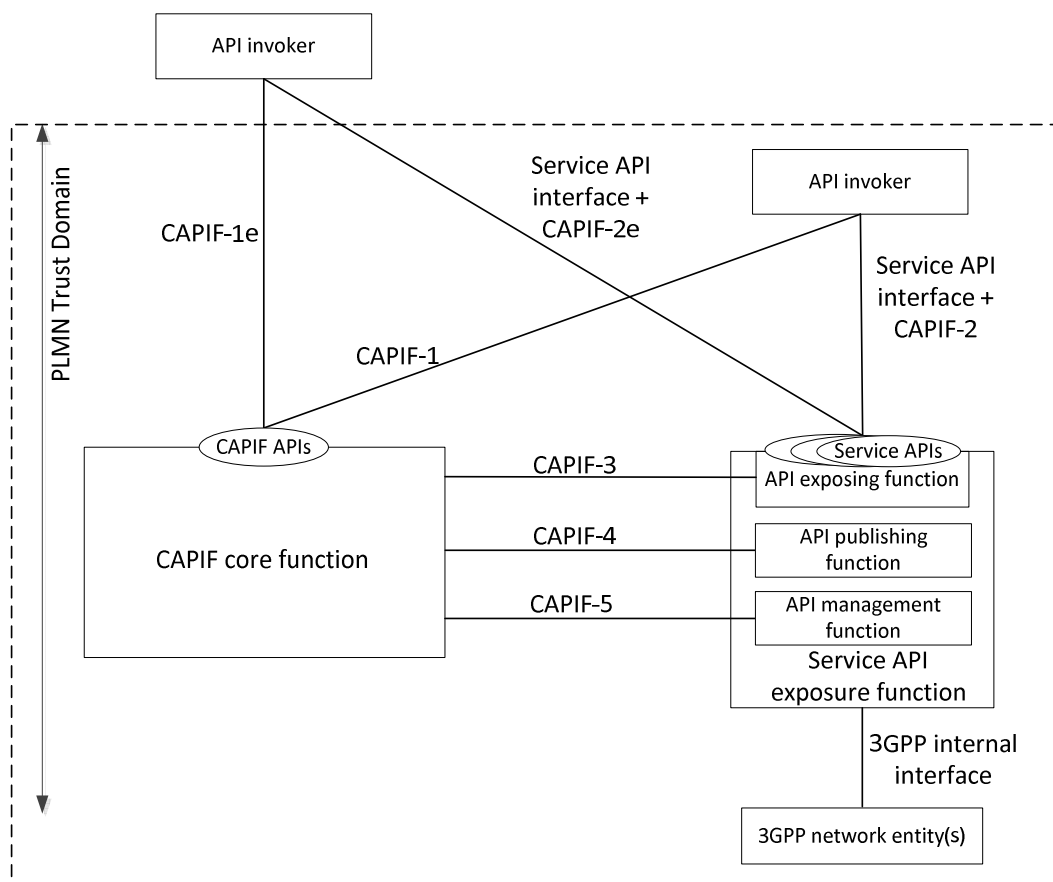 API invoker
PLMN Trust Domain
Service API
interface +
CAPIF-2e
API invoker
CAPIF-1e
Service API
interface +
CAPIF-2
CAPIF-1
CAPIF APIs
Service APIs
CAPIF-3
API exposing function
CAPIF core function
CAPIF-4
API publishing
function
CAPIF-5
API management
function
Service API
exposure function
3GPP internal
interface
3GPP network entity(s)